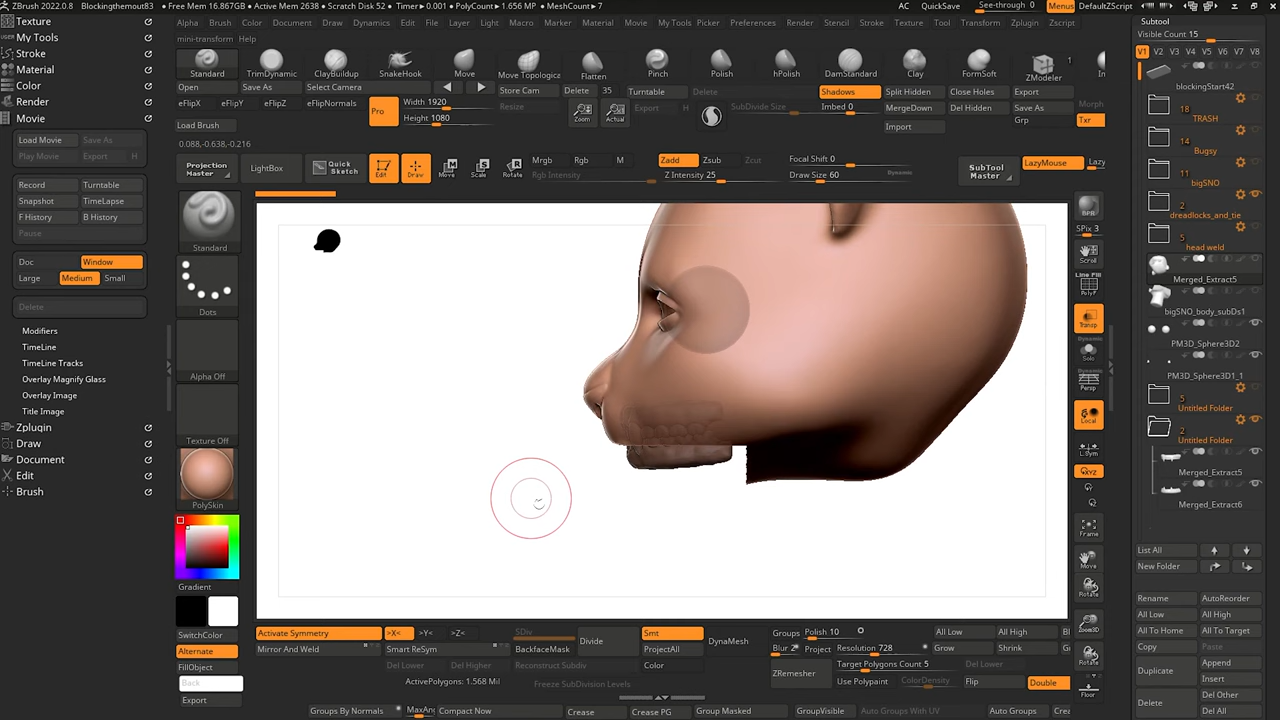 ZBrush 2022.0.8 Blockingthemout83 • Free Mem 16.867GB • Active Mem 2638 • Scratch Disk 52 • Timer▸0.001 • PolyCount▸1.656 MP • MeshCount▸7 AC QuickSave See-through 0 Menus DefaultZScript
Alpha Brush Color Document Draw Dynamics Edit File Layer Light Macro Marker Material Movie My Tools Picker Preferences Render Stencil Stroke Texture Tool Transform Zplugin Zscript
mini-transform Help
Texture
My Tools
Stroke
Material
Color
Render
Movie
Load Movie Save As
Play Movie Export H
Record Turntable
Snapshot TimeLapse
F History B History
Pause
Doc Window
Large Medium Small
Delete
Modifiers
TimeLine
TimeLine Tracks
Overlay Magnify Glass
Overlay Image
Title Image
Zplugin
Draw
Document
Edit
Brush
Standard TrimDynamic ClayBuildup SnakeHook Move Move Topologica Flatten Pinch Polish hPolish DamStandard Clay FormSoft ZModeler 1
Open Save As Select Camera Store Cam Delete 35 Turntable Delete Shadows Split Hidden Close Holes Export
eFlipX eFlipY eFlipZ eFlipNormals Pro Width 1920 Height 1080 Resize Zoom Actual Export H SubDivide Size Imbed 0 MergeDown Del Hidden Save As Morph
Load Brush Import Grp Txr
0.088,-0.638,-0.216
Projection Master LightBox Quick Sketch Edit Draw Move Scale Rotate Mrgb Rgb M Rgb Intensity Zadd Zsub Zcut Z Intensity 25 Focal Shift 0 Draw Size 60 Dynamic SubTool Master LazyMouse Lazy
Standard
Dots
Alpha Off
Texture Off
PolySkin
Gradient
SwitchColor
Alternate
FillObject
Back
Export
BPR
SPix 3
Scroll
Line Fill
PolyF
Transp
Dynamic
Solo
Persp
Local
L.Sym
XYZ
Frame
Move
Rotate
Zoom3D
Rotate
Floor
Subtool
Visible Count 15
V1 V2 V3 V4 V5 V6 V7 V8
blockingStart42
18
TRASH
14
Bugsy
11
bigSNO
2
dreadlocks_and_tie
5
head weld
Merged_Extract5
bigSNO_body_subDs1
PM3D_Sphere3D2
PM3D_Sphere3D1_1
5
Untitled Folder
2
Untitled Folder
Merged_Extract5
Merged_Extract6
List All
New Folder
Rename AutoReorder
All Low All High
All To Home All To Target
Copy Paste
Duplicate Append
Insert
Delete Del Other
Del All
Activate Symmetry >X< >Y< >Z< SDiv Divide Smt DynaMesh Groups Polish 10 All Low All High
Mirror And Weld Smart ReSym BackfaceMask ProjectAll Blur 2 Project Resolution 728 Grow Shrink
Del Lower Del Higher Reconstruct Subdiv Color ZRemesher Target Polygons Count 5 Del Lower
ActivePolygons: 1.568 Mil Freeze SubDivision Levels Use Polypaint ColorDensity Flip Double
Groups By Normals MaxAn Compact Now Crease Crease PG Group Masked GroupVisible Auto Groups With UV Auto Groups Crea